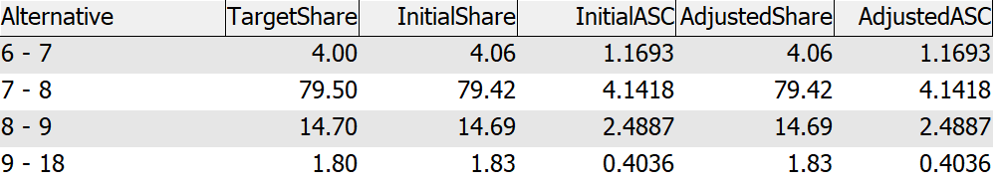 Alternative TargetShare InitialShare InitialASC AdjustedShare AdjustedASC
6 - 7 4.00 4.06 1.1693 4.06 1.1693
7 - 8 79.50 79.42 4.1418 79.42 4.1418
8 - 9 14.70 14.69 2.4887 14.69 2.4887
9 - 18 1.80 1.83 0.4036 1.83 0.4036